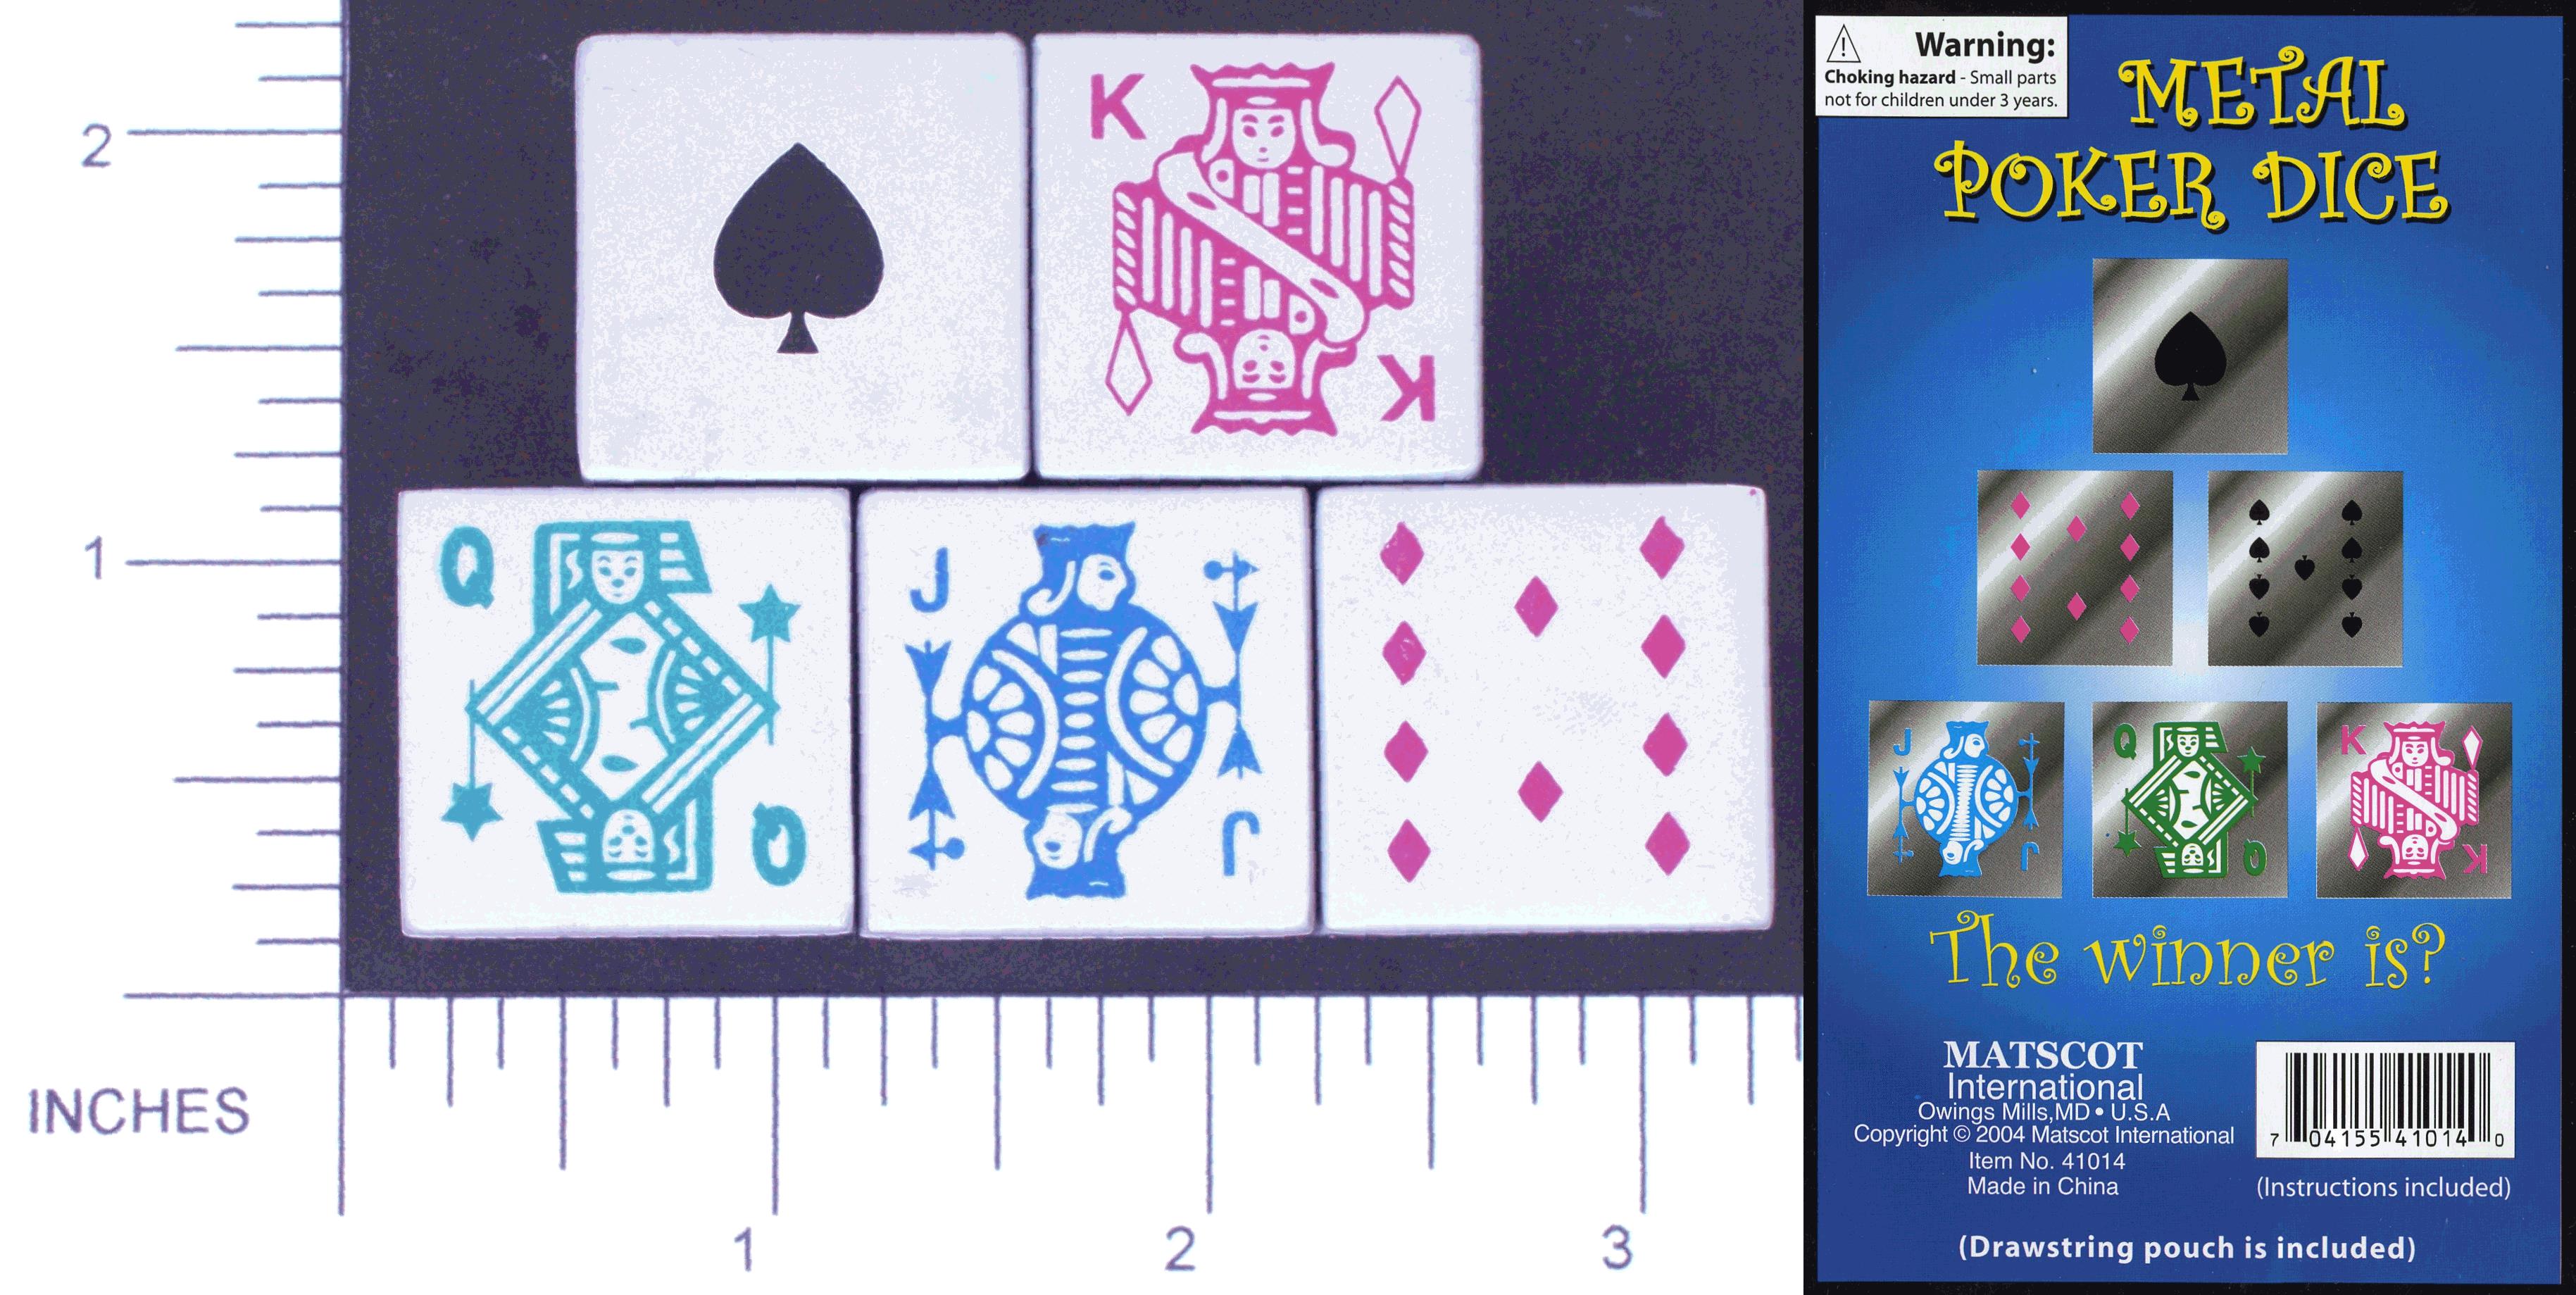 2
1
INCHES
1
2
3
K
K
Q
Q
J
J
Warning:
Choking hazard - Small parts
not for children under 3 years.
METAL
POKER DICE
J
J
Q
Q
K
K
The winner is?
MATSCOT
International
Owings Mills,MD • U.S.A
Copyright © 2004 Matscot International
Item No. 41014
Made in China
7 04155 41014 0
(Instructions included)
(Drawstring pouch is included)